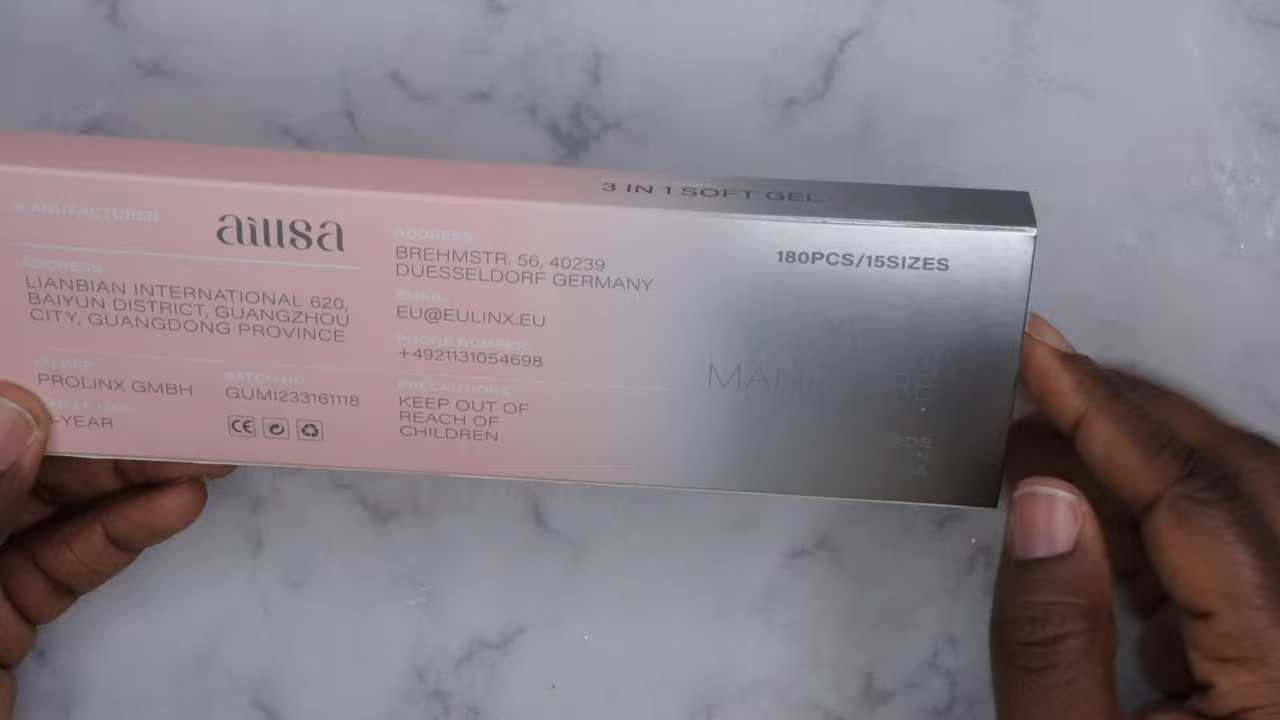 3 IN 1 SOFT GEL
180PCS/15SIZES
MANUFACTURER
aillsa
ADDRESS:
LIANBIAN INTERNATIONAL 620,
BAIYUN DISTRICT, GUANGZHOU
CITY, GUANGDONG PROVINCE
PROLINX GMBH
BATCH NO.
GUMI233161118
-YEAR
CE
ADDRESS:
BREHMSTR. 56, 40239
DUESSELDORF GERMANY
EMAIL:
EU@EULINX.EU
PHONE NUMBER:
+4921131054698
PRECAUTIONS
KEEP OUT OF
REACH OF
CHILDREN